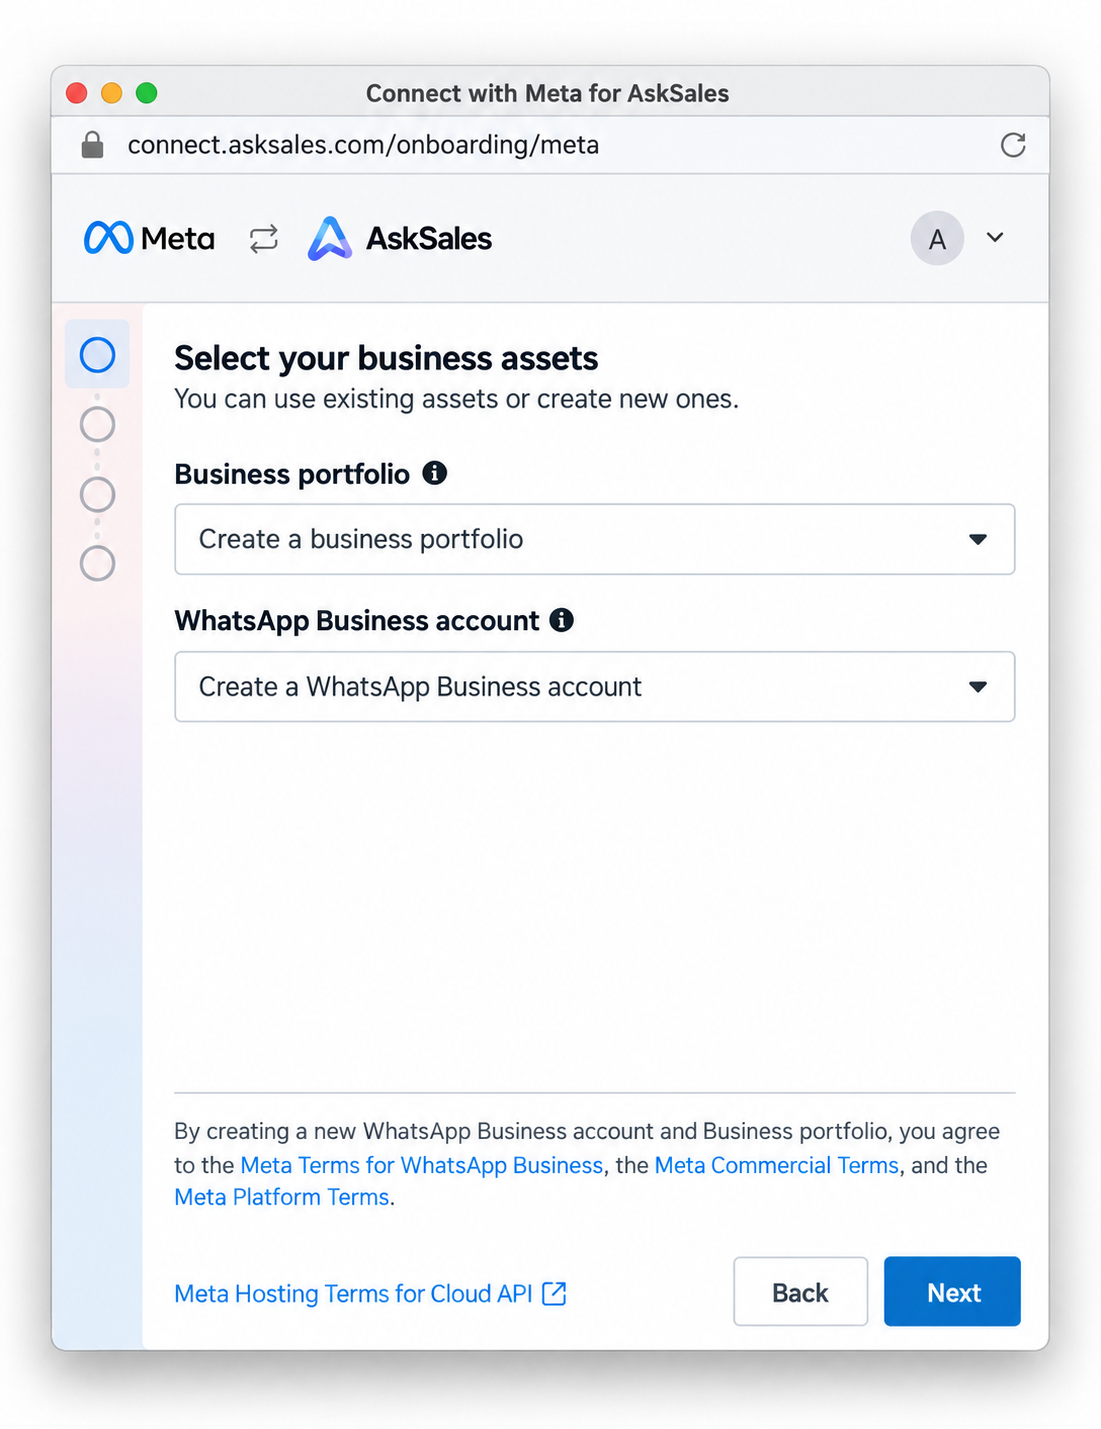 Connect with Meta for AskSales
connect.asksales.com/onboarding/meta
Meta AskSales A
Select your business assets
You can use existing assets or create new ones.
Business portfolio
Create a business portfolio
WhatsApp Business account
Create a WhatsApp Business account
By creating a new WhatsApp Business account and Business portfolio, you agree
to the Meta Terms for WhatsApp Business, the Meta Commercial Terms, and the
Meta Platform Terms.
Meta Hosting Terms for Cloud API Back Next